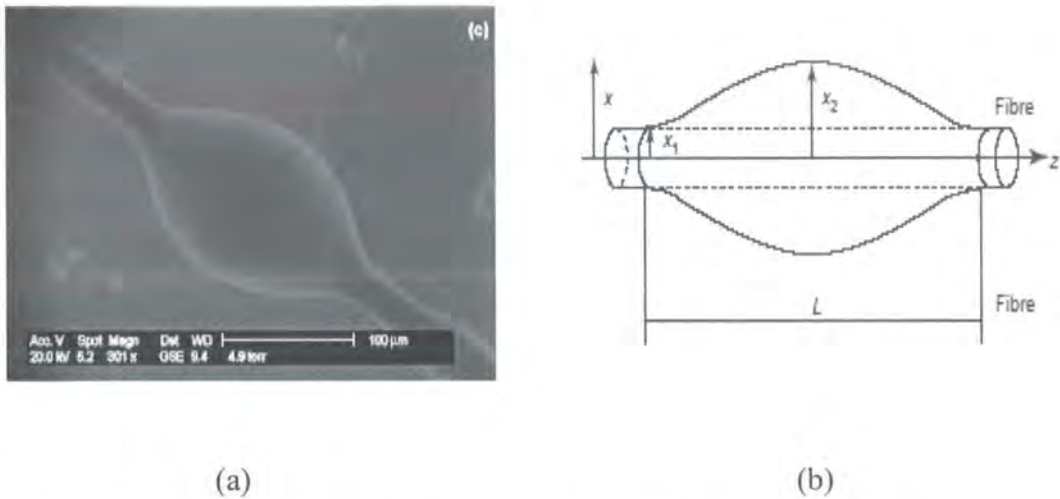 (c)
Acc. V Spot Magn Det WD 100 µm
20.0 kV 5.2 301 x GSE 9.4 4.9 torr
x
x₂
x₁
Fibre
z
L
Fibre
(a)
(b)